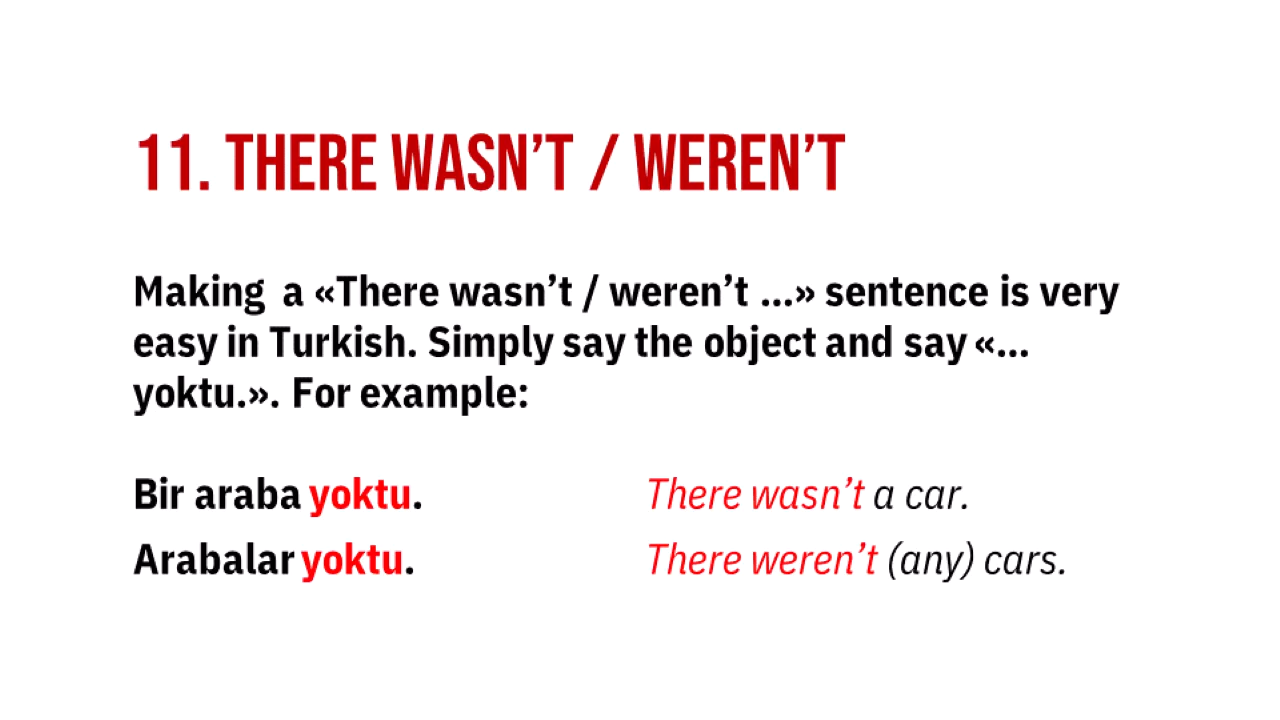 11. THERE WASN’T / WEREN’T
Making a «There wasn’t / weren’t ...» sentence is very
easy in Turkish. Simply say the object and say «...
yoktu.». For example:
Bir araba yoktu. There wasn’t a car.
Arabalar yoktu. There weren’t (any) cars.